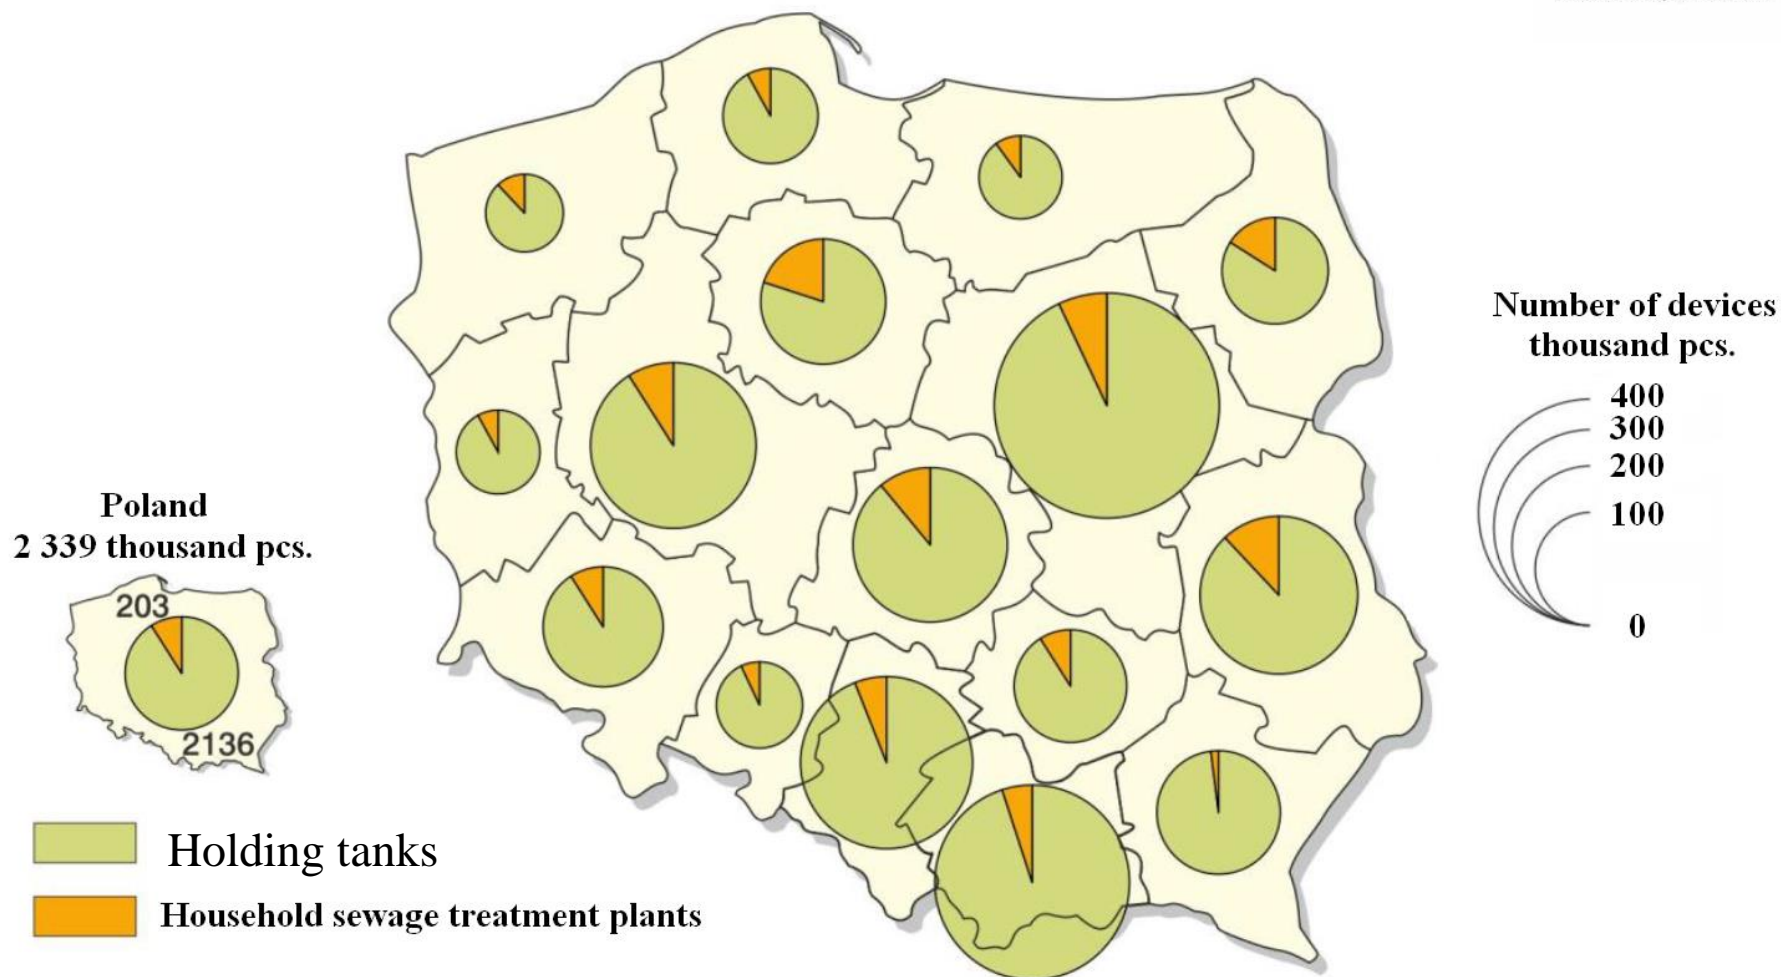 Number of devices
thousand pcs.
400
300
200
100
0
Poland
2 339 thousand pcs.
203
2136
Holding tanks
Household sewage treatment plants